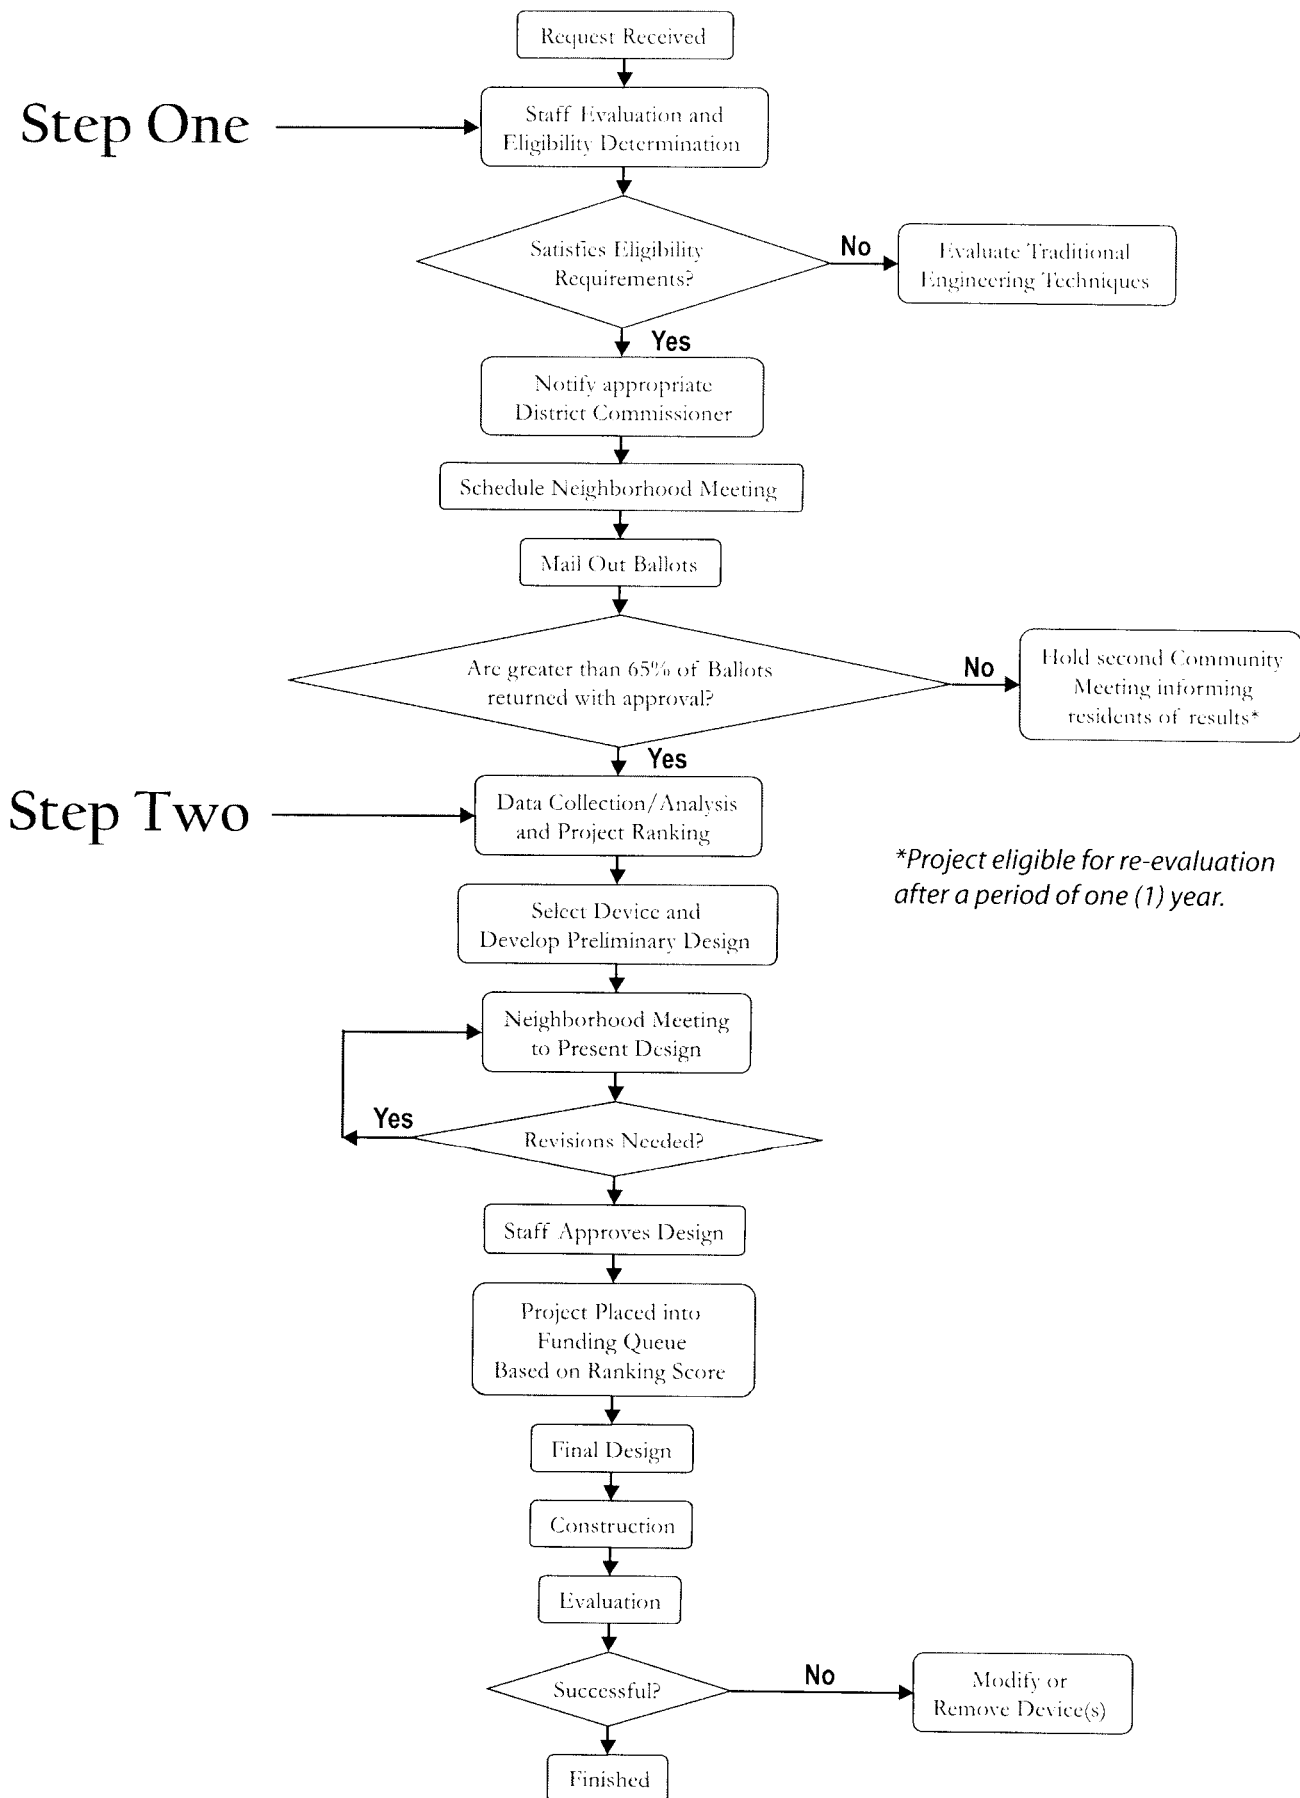 Request Received
Step One
Staff Evaluation and
Eligibility Determination
Satisfies Eligibility
Requirements?
No
Evaluate Traditional
Engineering Techniques
Yes
Notify appropriate
District Commissioner
Schedule Neighborhood Meeting
Mail Out Ballots
Are greater than 65% of Ballots
returned with approval?
No
Hold second Community
Meeting informing
residents of results*
Yes
Step Two
Data Collection/Analysis
and Project Ranking
*Project eligible for re-evaluation
after a period of one (1) year.
Select Device and
Develop Preliminary Design
Neighborhood Meeting
to Present Design
Yes
Revisions Needed?
Staff Approves Design
Project Placed into
Funding Queue
Based on Ranking Score
Final Design
Construction
Evaluation
Successful?
No
Modify or
Remove Device(s)
Finished